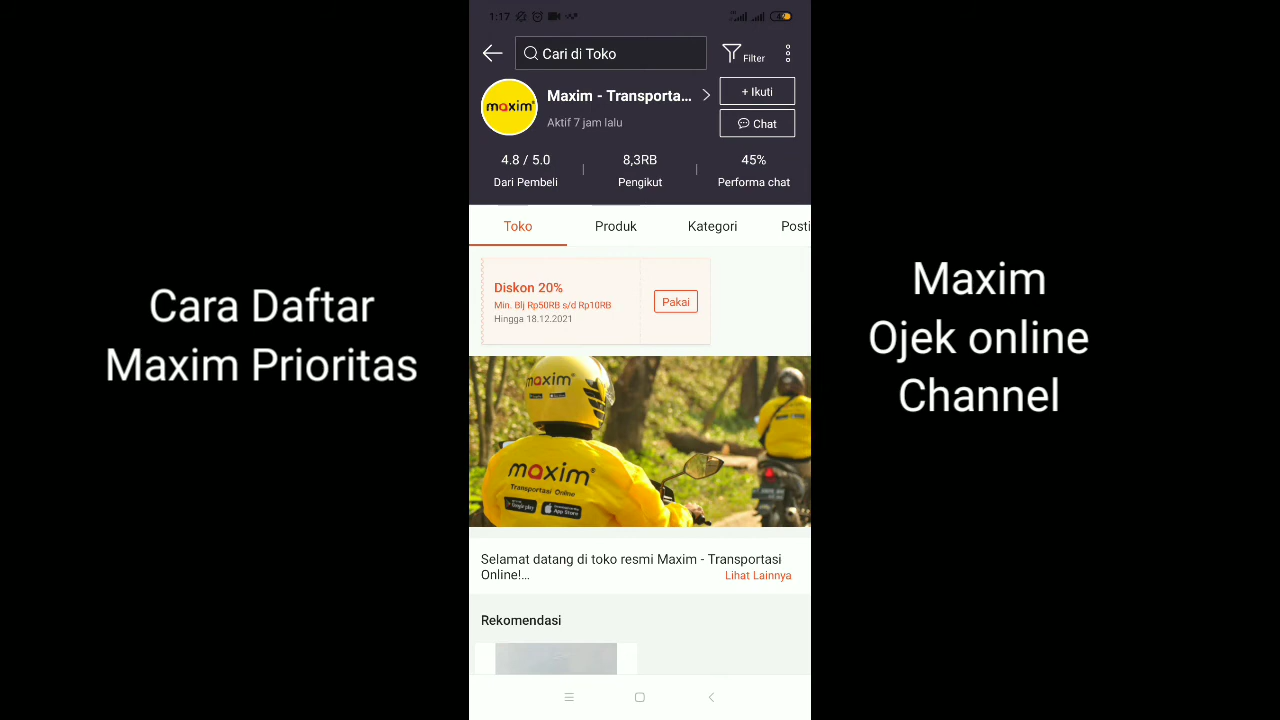 Cara Daftar
Maxim Prioritas
1:17
Cari di Toko
Filter
maxim
Maxim - Transporta...
+ Ikuti
Aktif 7 jam lalu
Chat
4.8 / 5.0
8,3RB
45%
Dari Pembeli
Pengikut
Performa chat
Toko
Produk
Kategori
Posti
Diskon 20%
Min. Blj Rp50RB s/d Rp10RB
Hingga 18.12.2021
Pakai
maxim
maxim
Transportasi Online
App Store
Selamat datang di toko resmi Maxim - Transportasi
Online!...
Lihat Lainnya
Rekomendasi
Maxim
Ojek online
Channel